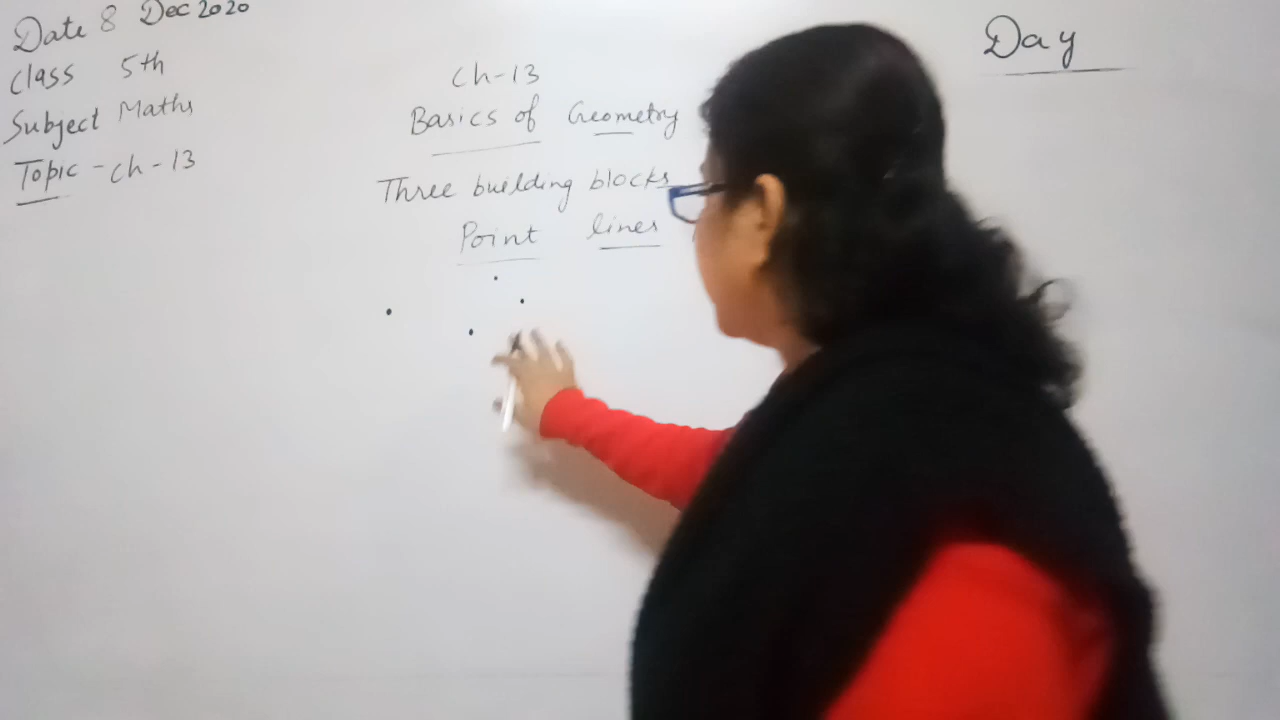 Date 8 Dec 2020
Class 5th
Subject Maths
Topic - ch - 13
Ch-13
Basics of Geometry
Three building blocks
Point lines
Day